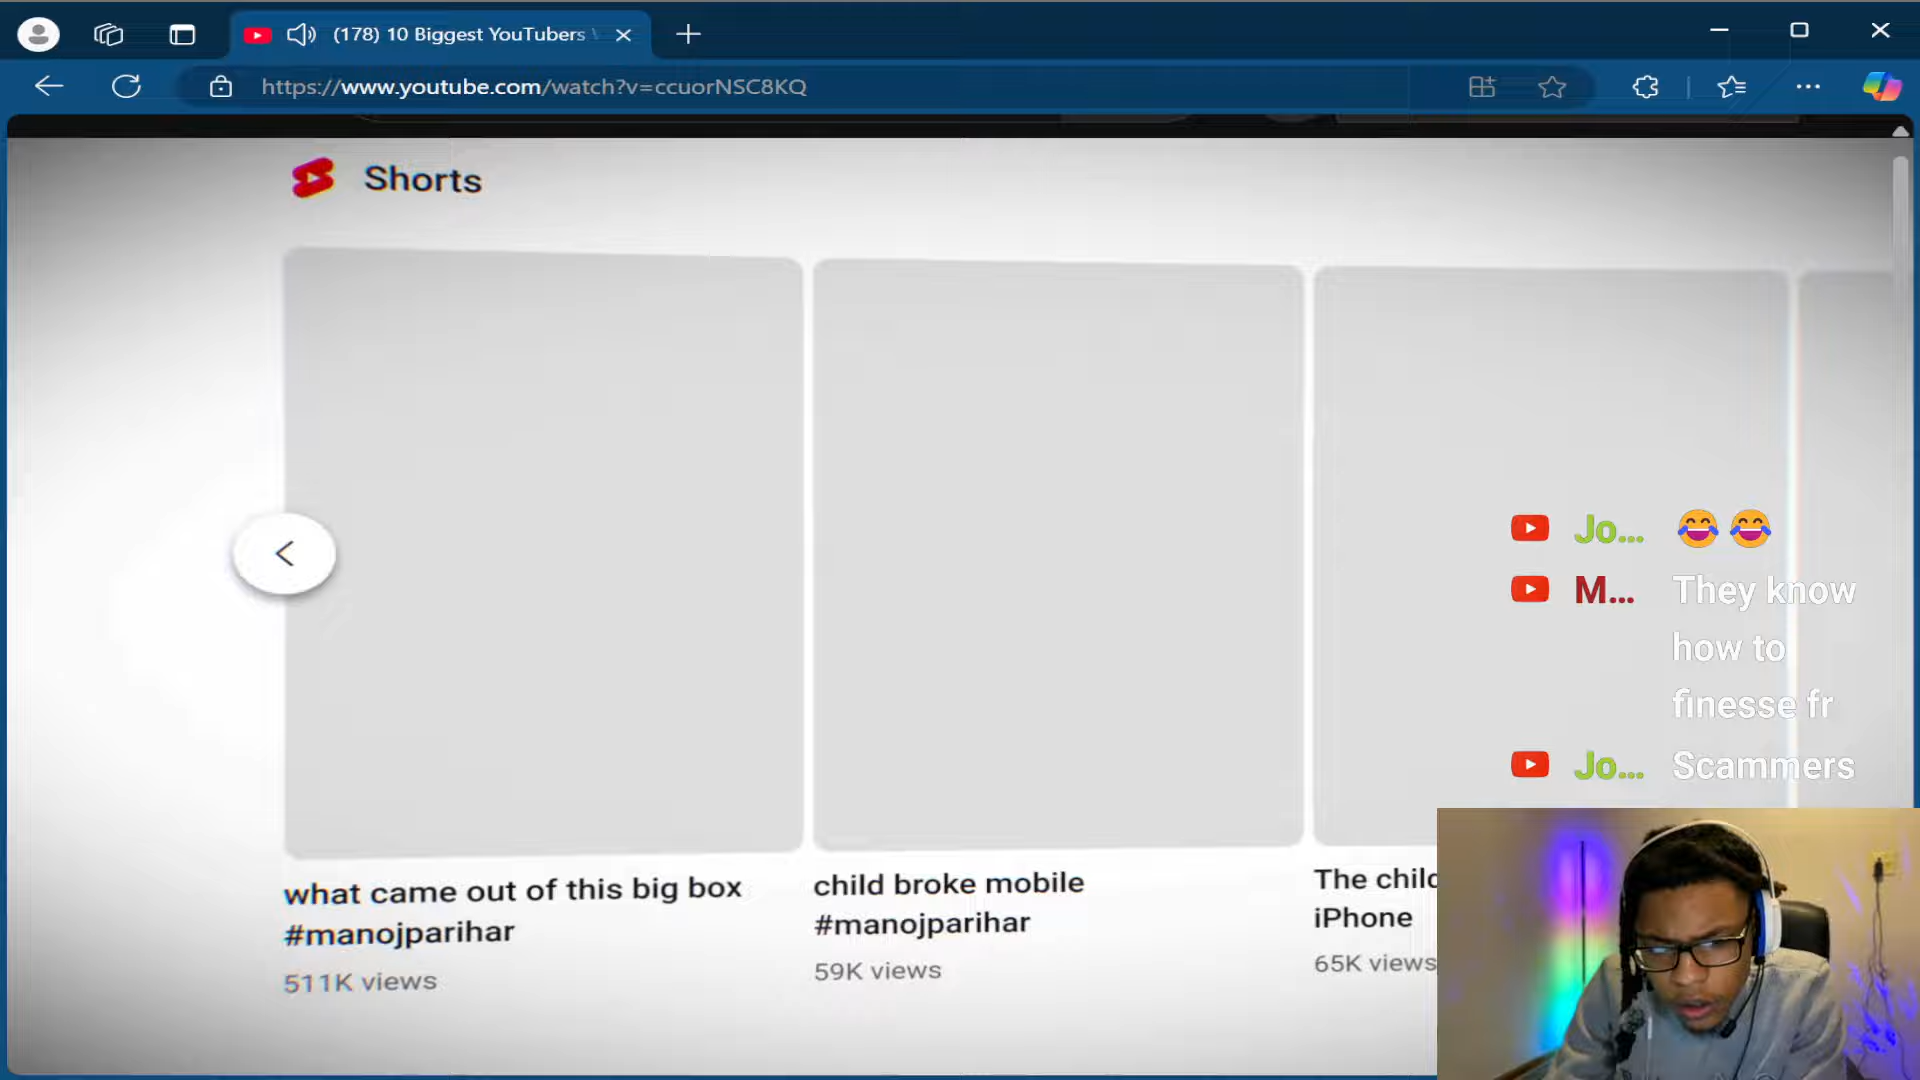 (178) 10 Biggest YouTubers
https://www.youtube.com/watch?v=ccuorNSC8KQ
Shorts
Jo... 😂😂
M... They know
how to
finesse fr
Jo... Scammers
what came out of this big box
#manojparihar
511K views
child broke mobile
#manojparihar
59K views
The child
iPhone
65K views